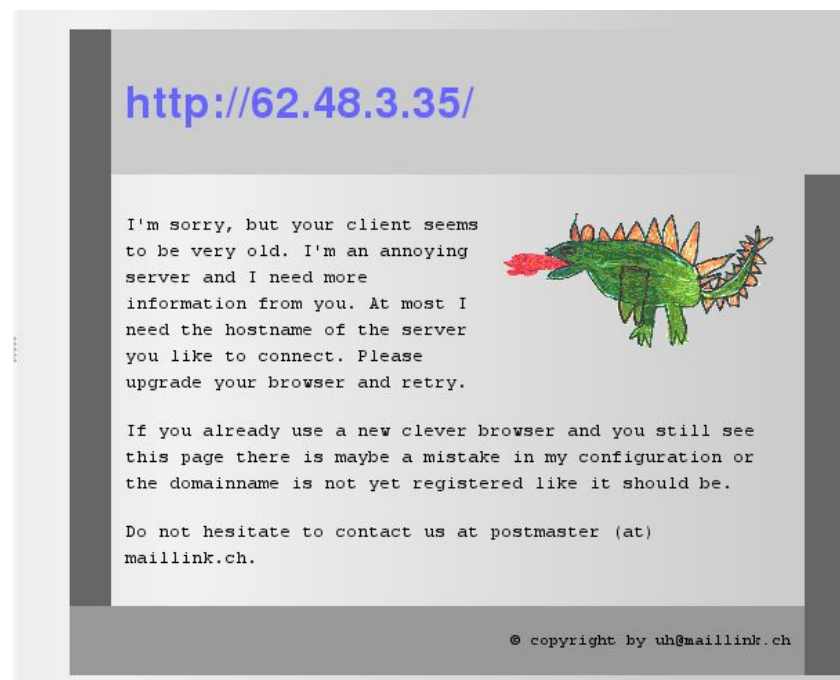 http://62.48.3.35/
I'm sorry, but your client seems
to be very old. I'm an annoying
server and I need more
information from you. At most I
need the hostname of the server
you like to connect. Please
upgrade your browser and retry.
If you already use a new clever browser and you still see
this page there is maybe a mistake in my configuration or
the domainname is not yet registered like it should be.
Do not hesitate to contact us at postmaster (at)
maillink.ch.
© copyright by uh@maillink.ch